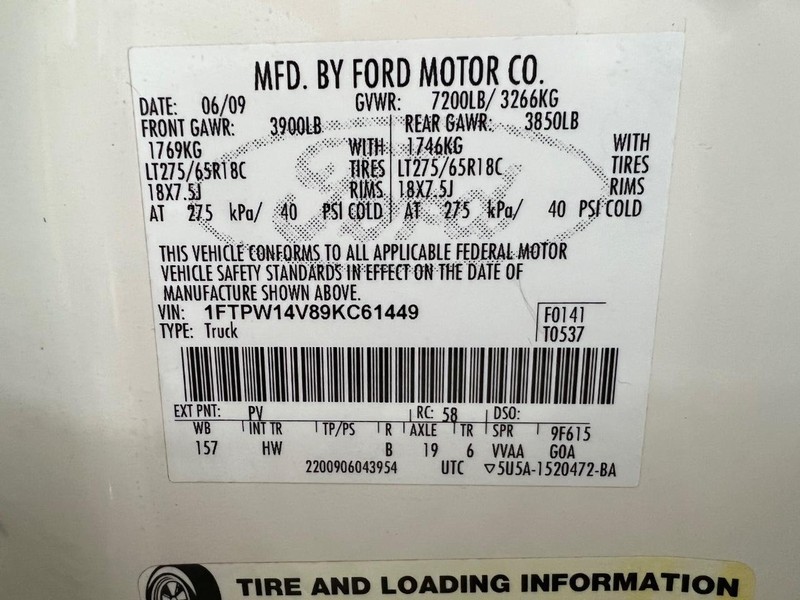 MFD. BY FORD MOTOR CO.
DATE: 06/09 GVWR: 7200LB/ 3266KG
FRONT GAWR: 3900LB REAR GAWR: 3850LB
1769KG WITH 1746KG WITH
LT275/65R18C TIRES LT275/65R18C TIRES
18X7.5J RIMS 18X7.5J RIMS
AT 275 kPa/ 40 PSI COLD AT 275 kPa/ 40 PSI COLD
Ford
THIS VEHICLE CONFORMS TO ALL APPLICABLE FEDERAL MOTOR
VEHICLE SAFETY STANDARDS IN EFFECT ON THE DATE OF
MANUFACTURE SHOWN ABOVE.
VIN: 1FTPW14V89KC61449 F0141
TYPE: Truck T0537
EXT PNT: PV RC: 58 DSO:
WB INT TR TP/PS R AXLE TR SPR 9F615
157 HW B 19 6 VVAA GOA
2200906043954 UTC ▽5U5A-1520472-BA
TIRE AND LOADING INFORMATION